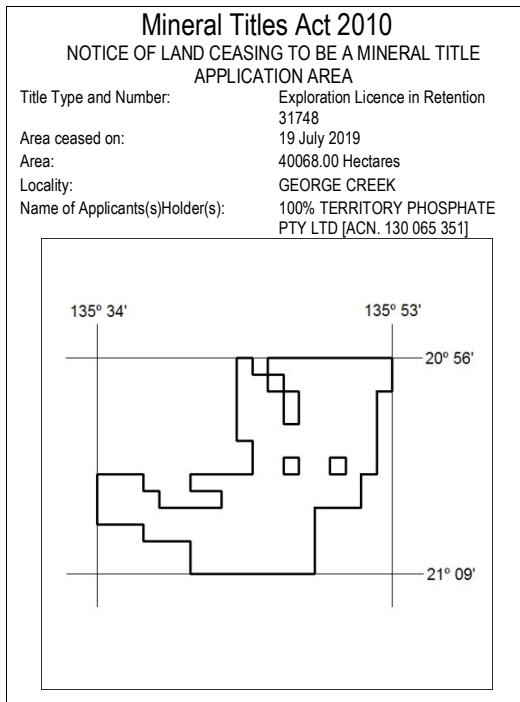 Mineral Titles Act 2010
NOTICE OF LAND CEASING TO BE A MINERAL TITLE
APPLICATION AREA
Title Type and Number: Exploration Licence in Retention
31748
Area ceased on: 19 July 2019
Area: 40068.00 Hectares
Locality: GEORGE CREEK
Name of Applicants(s)Holder(s): 100% TERRITORY PHOSPHATE
PTY LTD [ACN. 130 065 351]
135º 34' 135º 53'
20º 56'
21º 09'